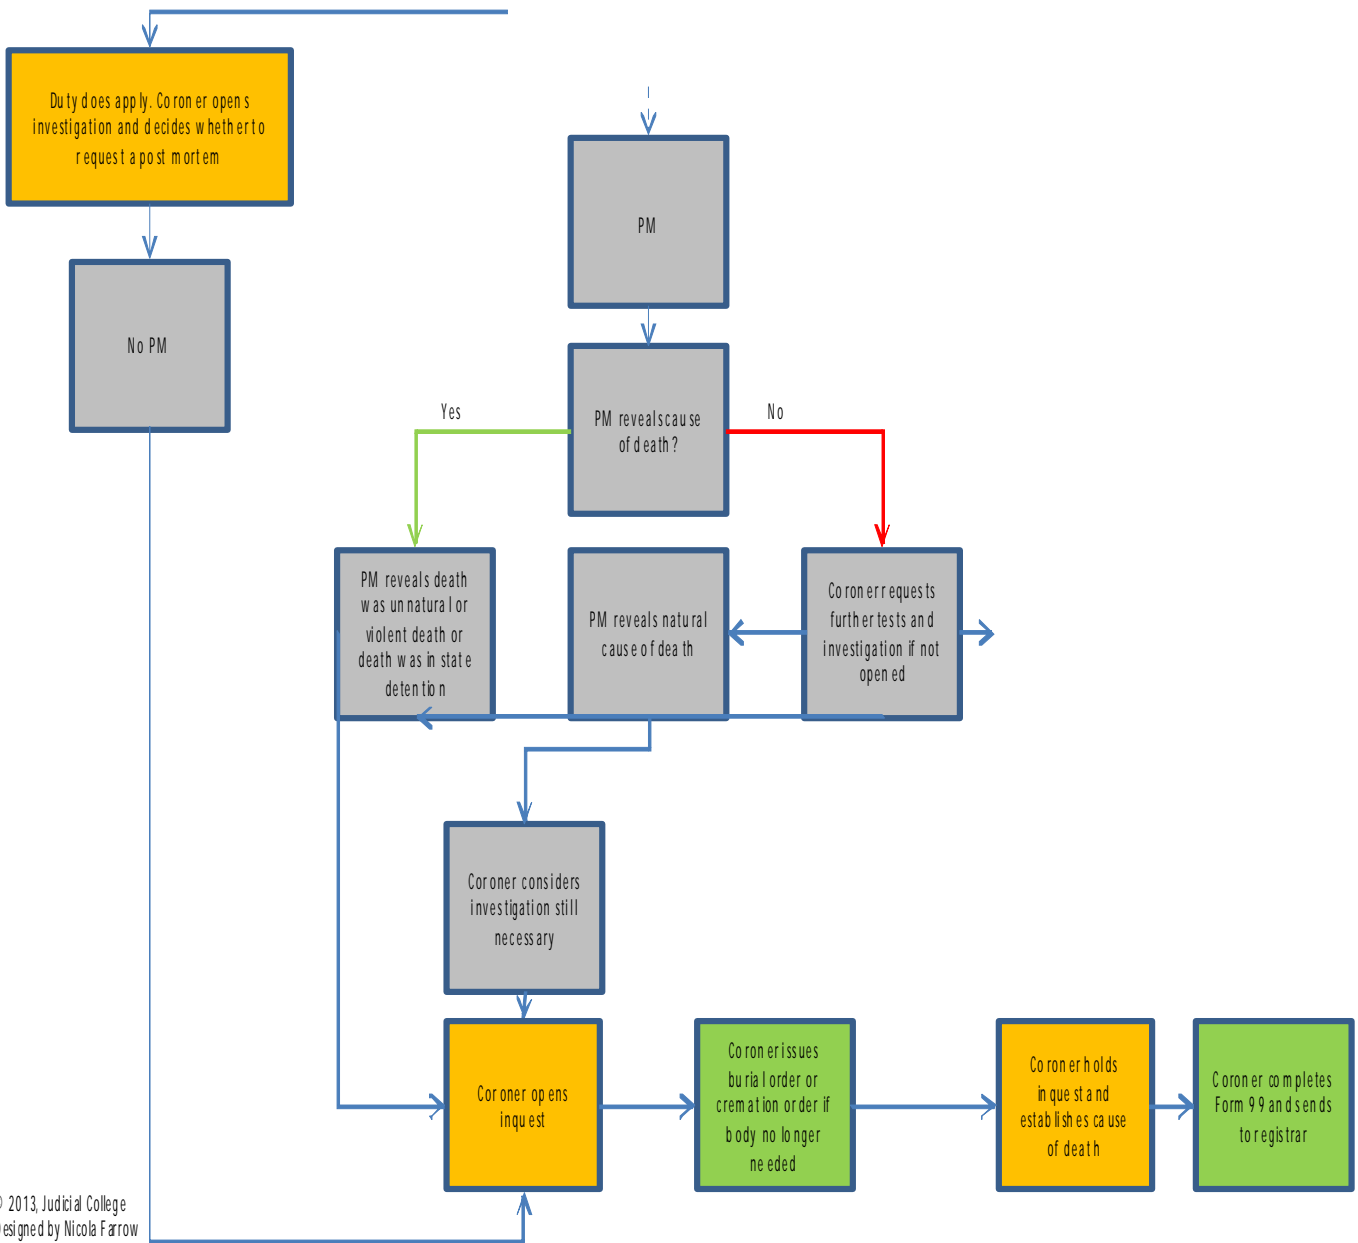 Duty does apply. Coroner opens
investigation and decides whether to
request a post mortem
PM
No PM
Yes
No
PM reveals cause
of death?
PM reveals death
was unnatural or
violent death or
death was in state
detention
PM reveals natural
cause of death
Coroner requests
further tests and
investigation if not
opened
Coroner considers
investigation still
necessary
Coroner opens
inquest
Coroner issues
burial order or
cremation order if
body no longer
needed
Coroner holds
inquest and
establishes cause
of death
Coroner completes
Form 99 and sends
to registrar
© 2013, Judicial College
Designed by Nicola Farrow